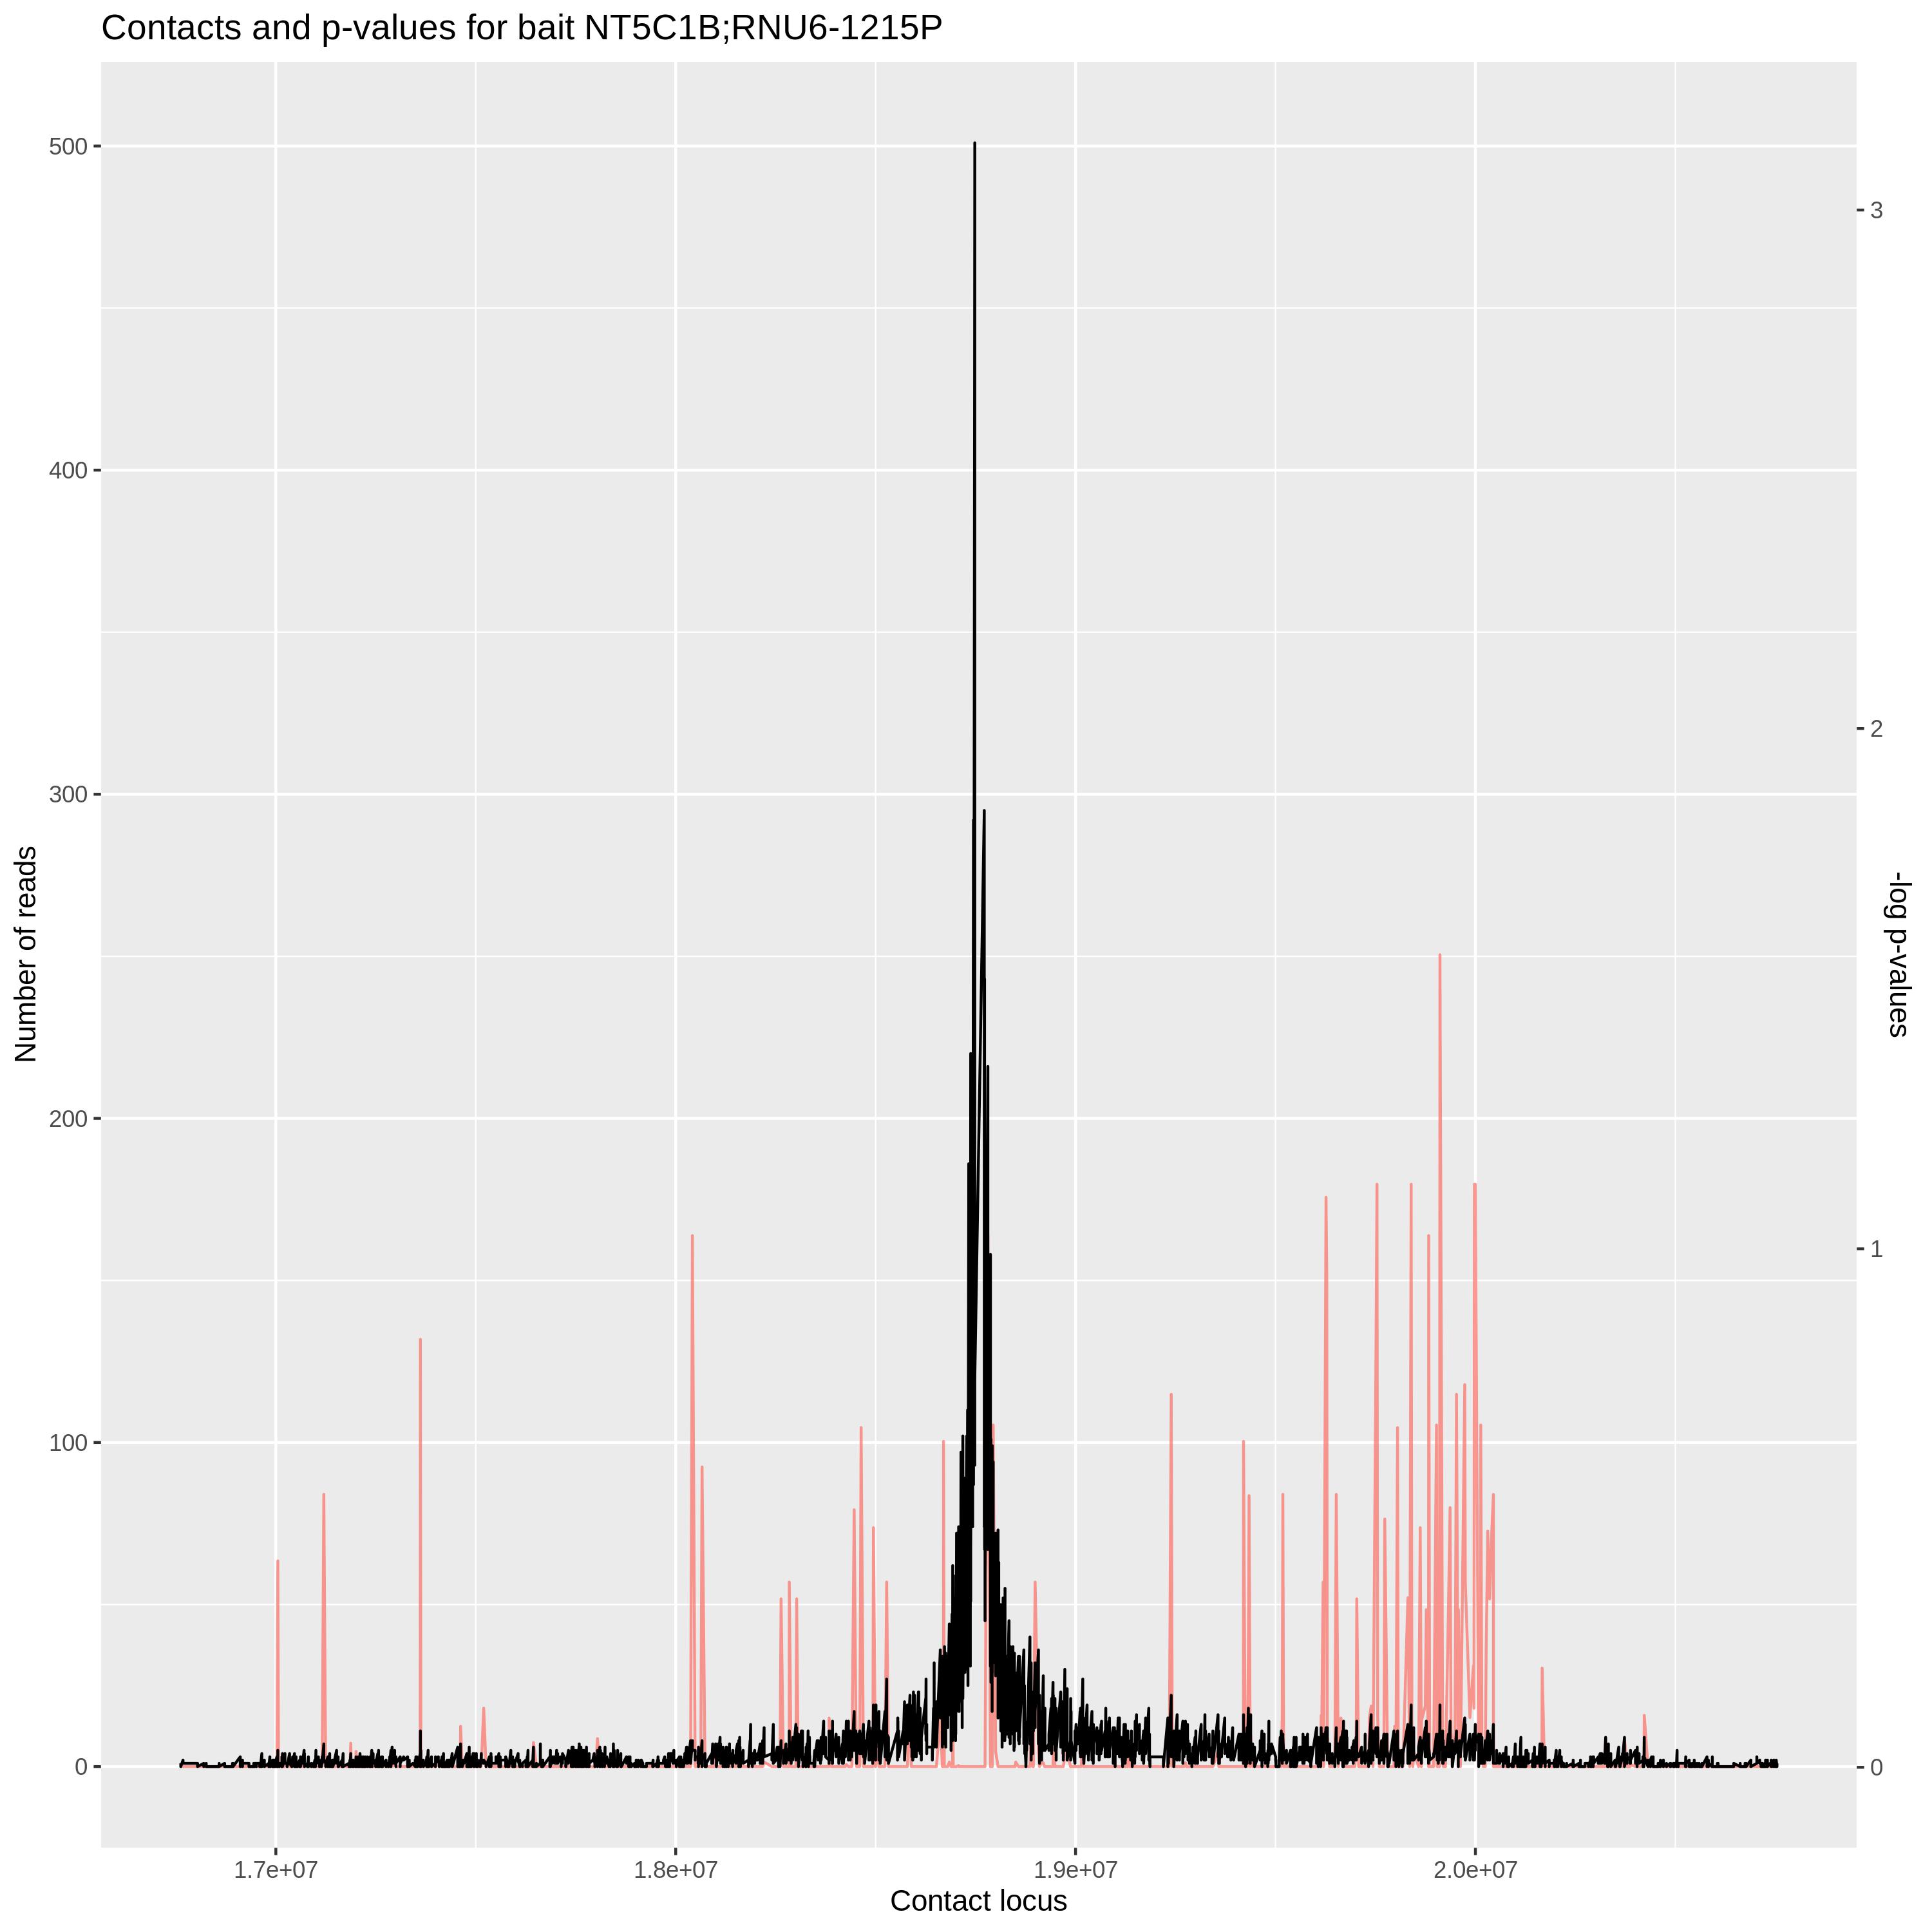 Contacts and p-values for bait NT5C1B;RNU6-1215P
500
400
300
200
100
0
Number of reads
3
2
1
0
-log p-values
1.7e+07
1.8e+07
1.9e+07
2.0e+07
Contact locus